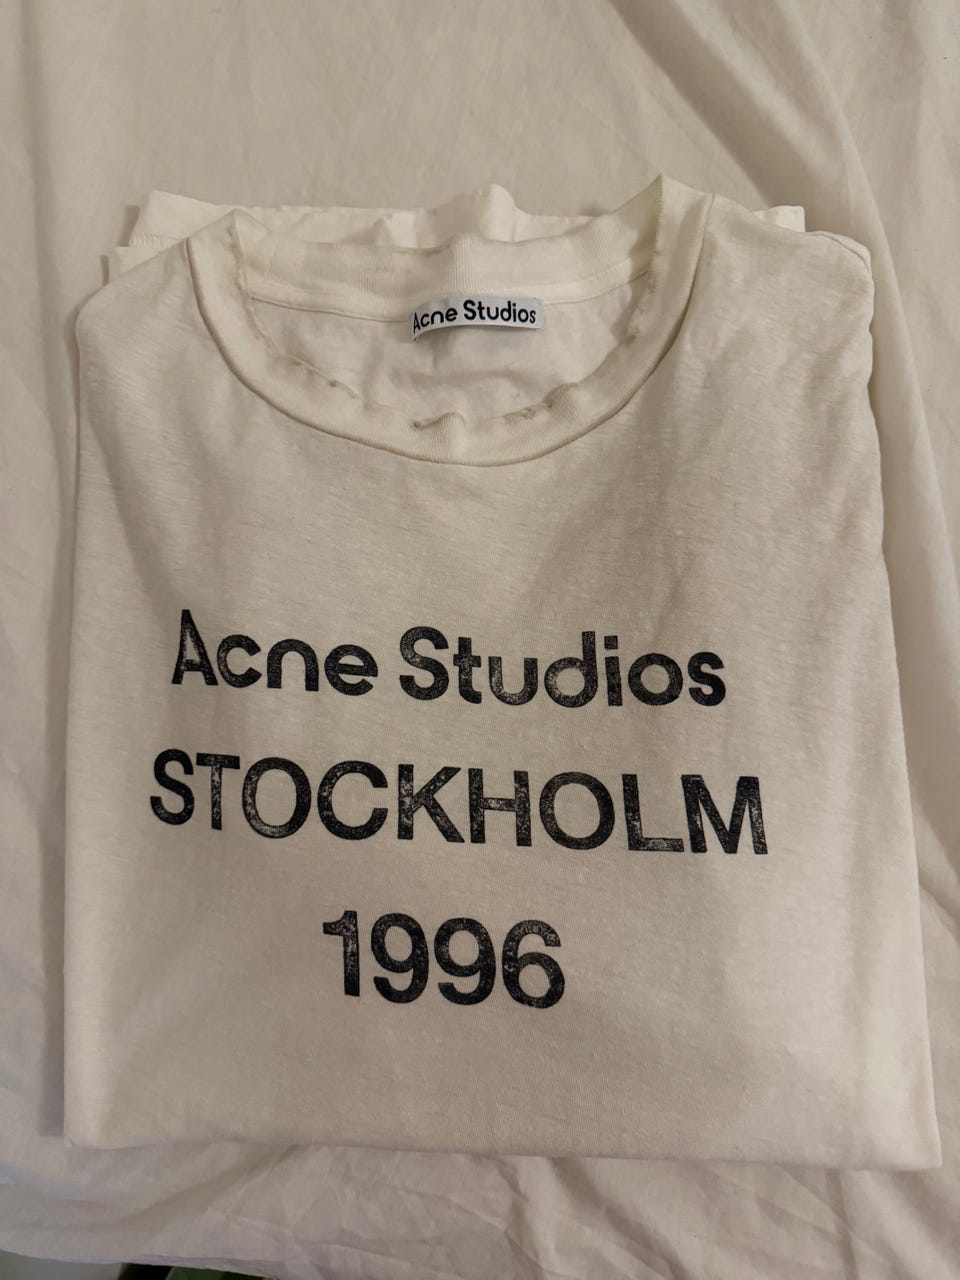 Acne Studios
Acne Studios
STOCKHOLM
1996